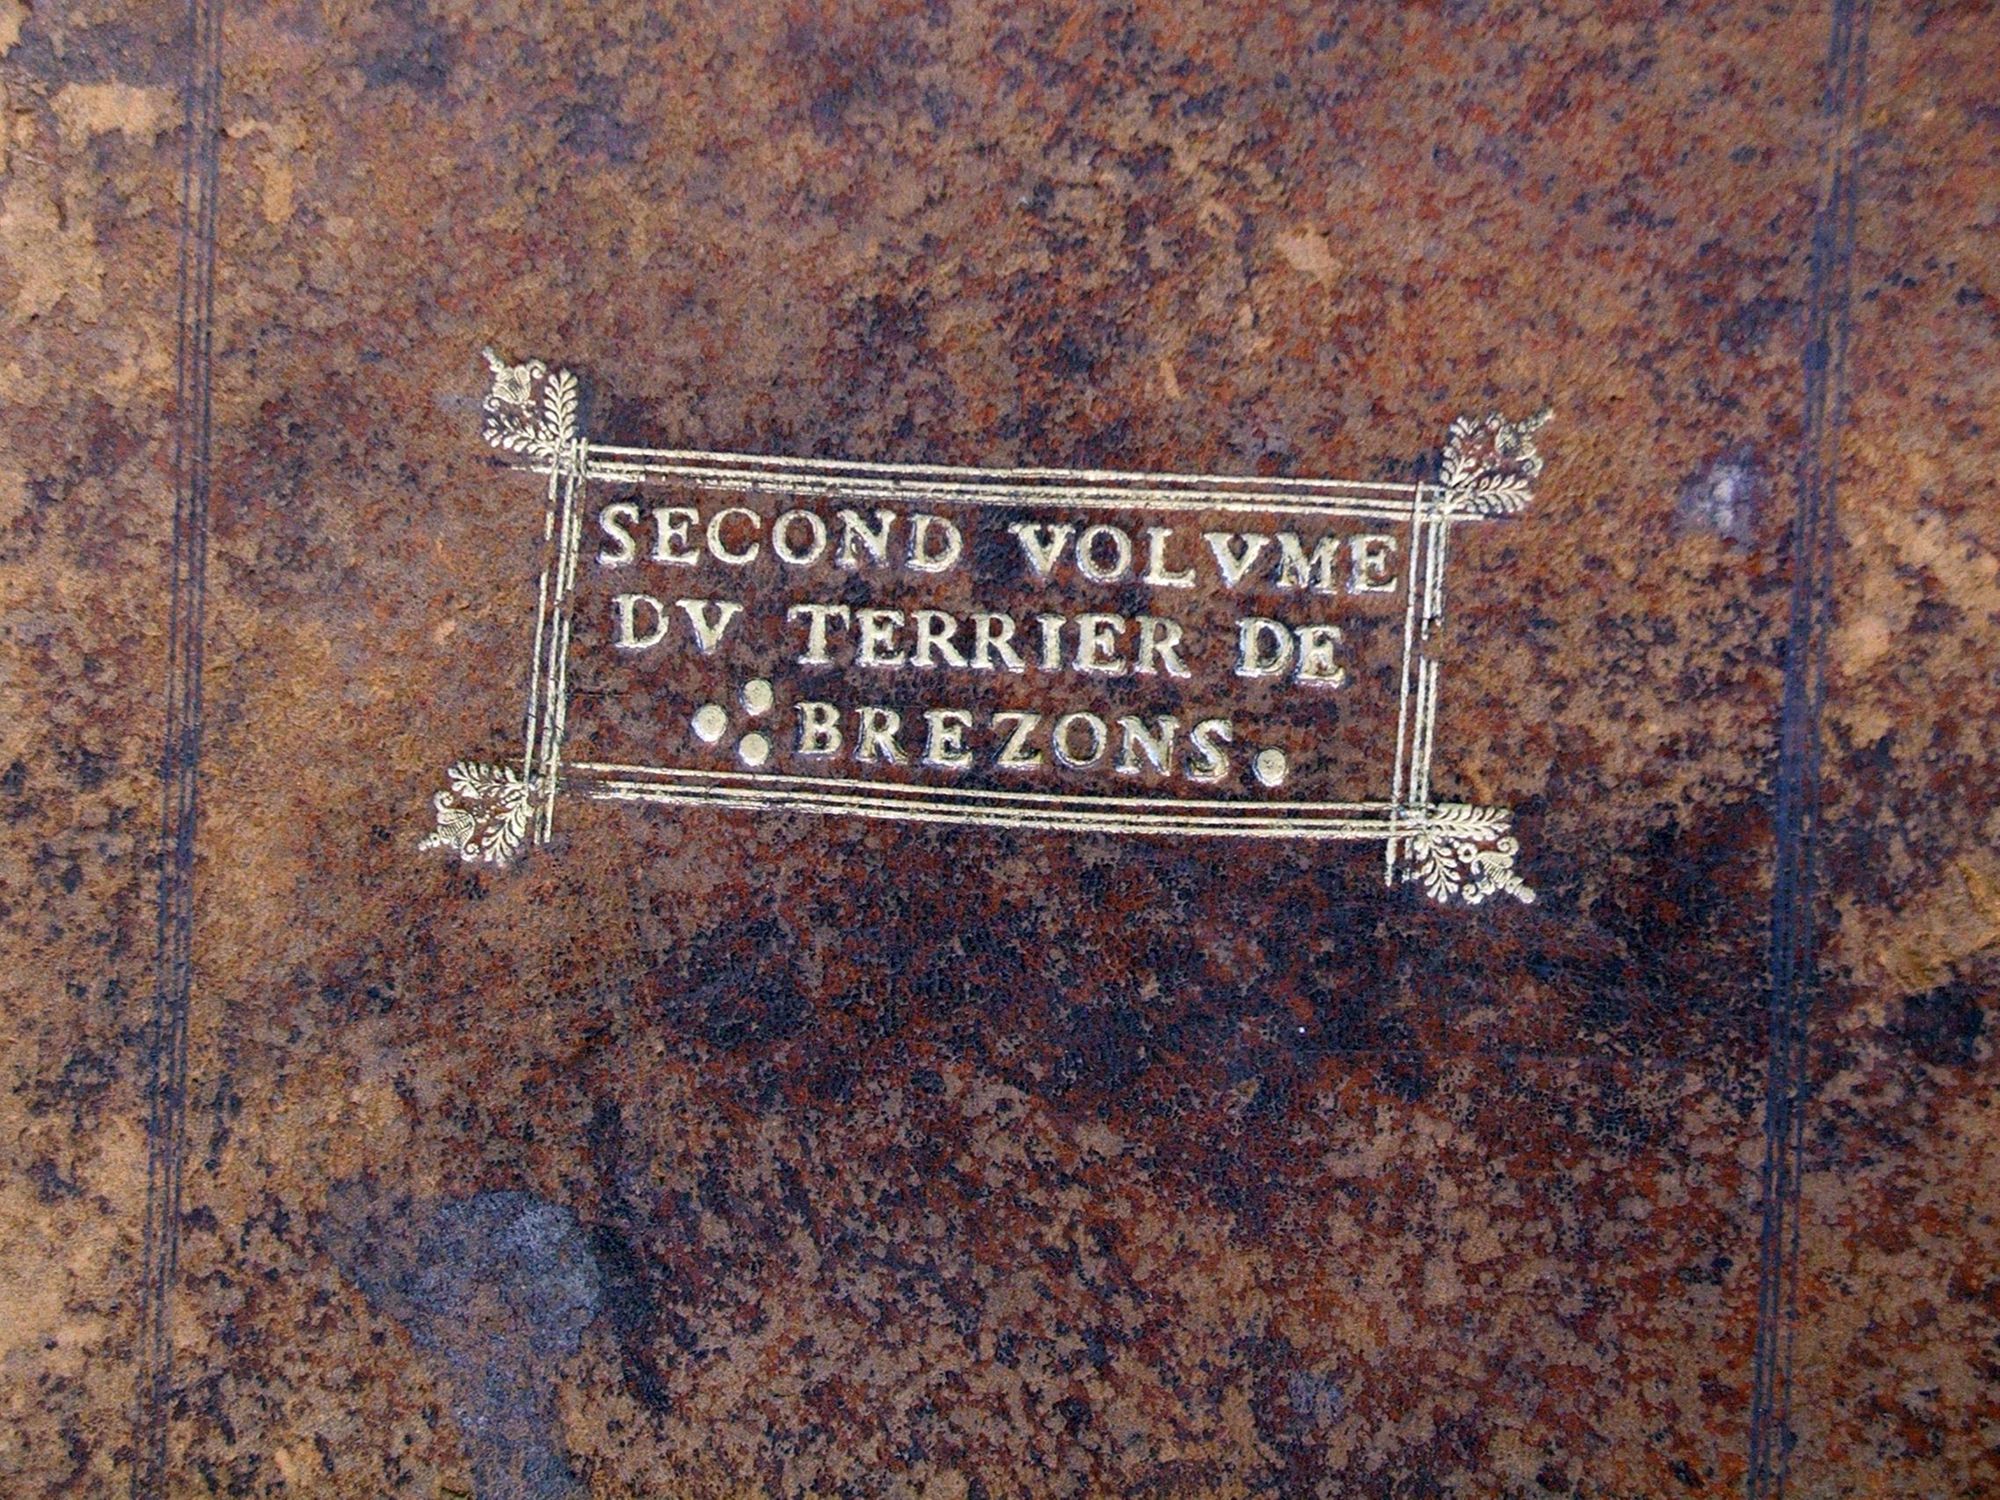 SECOND VOLVME
DV TERRIER DE
BREZONS.